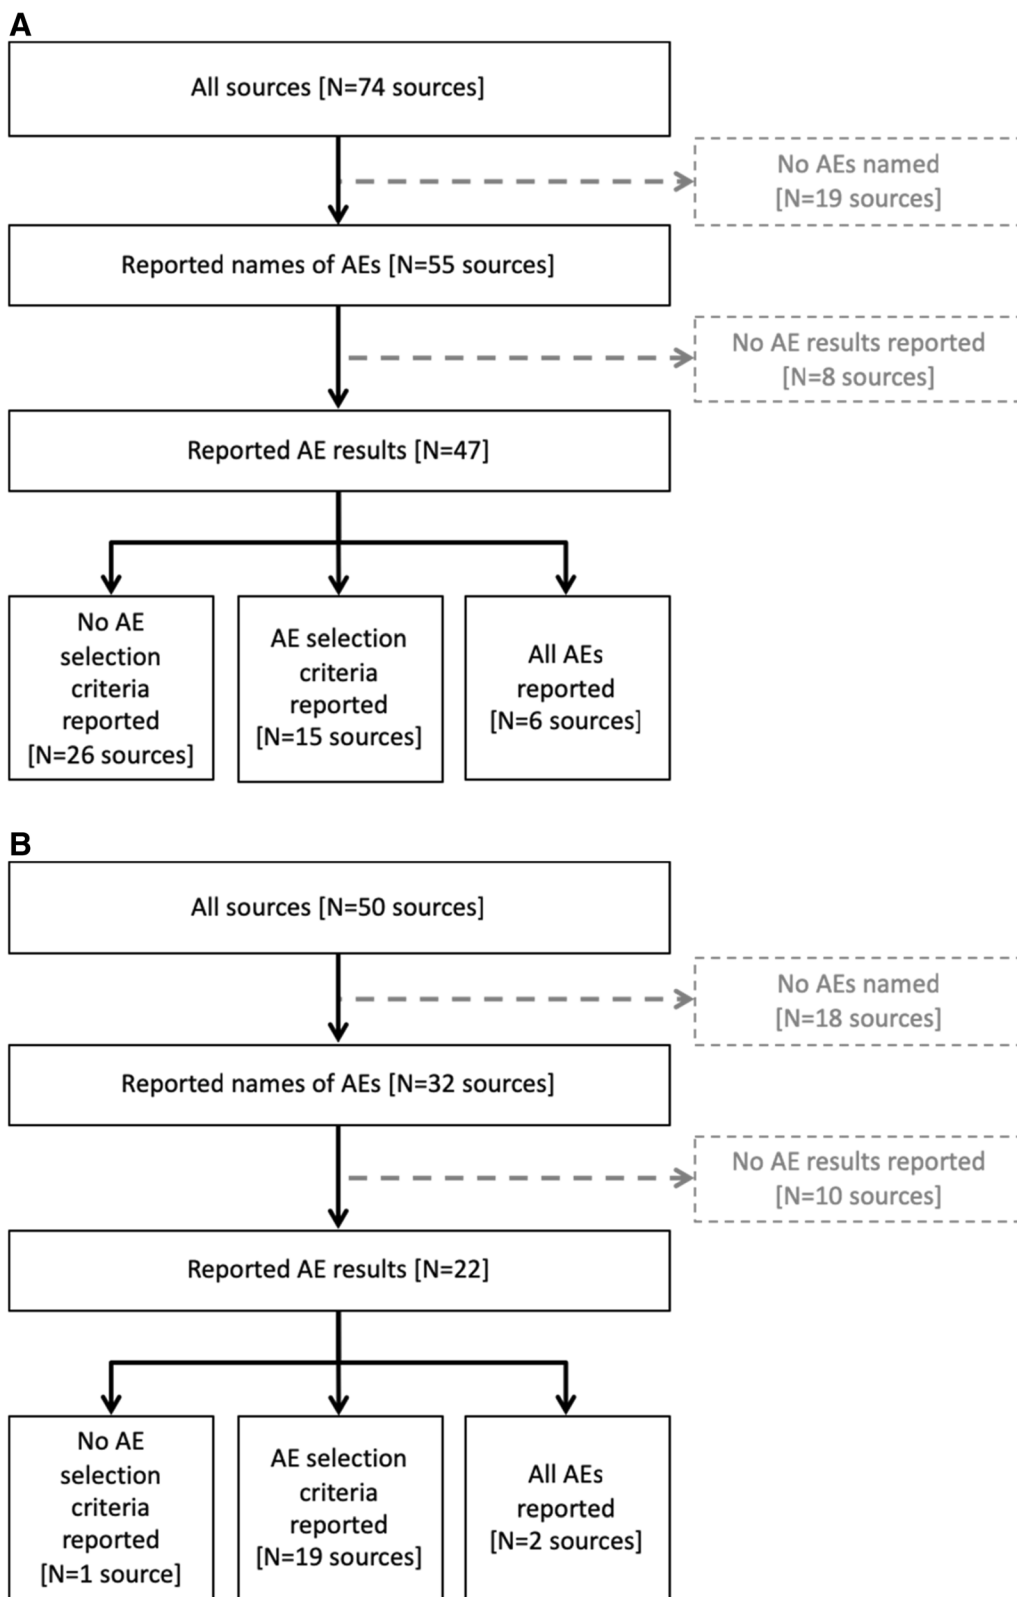 A
All sources [N=74 sources]
No AEs named
[N=19 sources]
Reported names of AEs [N=55 sources]
No AE results reported
[N=8 sources]
Reported AE results [N=47]
No AE
selection
criteria
reported
[N=26 sources]
AE selection
criteria
reported
[N=15 sources]
All AEs
reported
[N=6 sources]
B
All sources [N=50 sources]
No AEs named
[N=18 sources]
Reported names of AEs [N=32 sources]
No AE results reported
[N=10 sources]
Reported AE results [N=22]
No AE
selection
criteria
reported
[N=1 source]
AE selection
criteria
reported
[N=19 sources]
All AEs
reported
[N=2 sources]